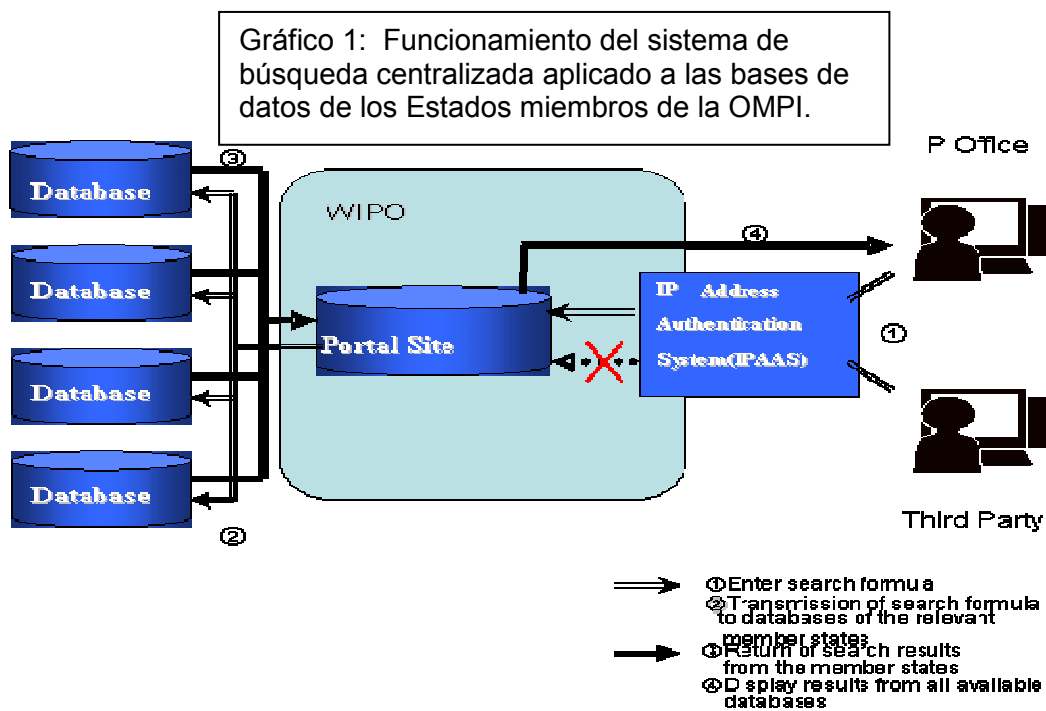 Gráfico 1: Funcionamiento del sistema de
búsqueda centralizada aplicado a las bases de
datos de los Estados miembros de la OMPI.
③
P Office
Database
WIPO
④
Database
IP Address
Authentication
System(IPAAS)
①
Portal Site
Database
Database
②
Third Party
①Enter search formula
②Transmission of search formula
to databases of the relevant
member states
③Return of search results
from the member states
④Display results from all available
databases